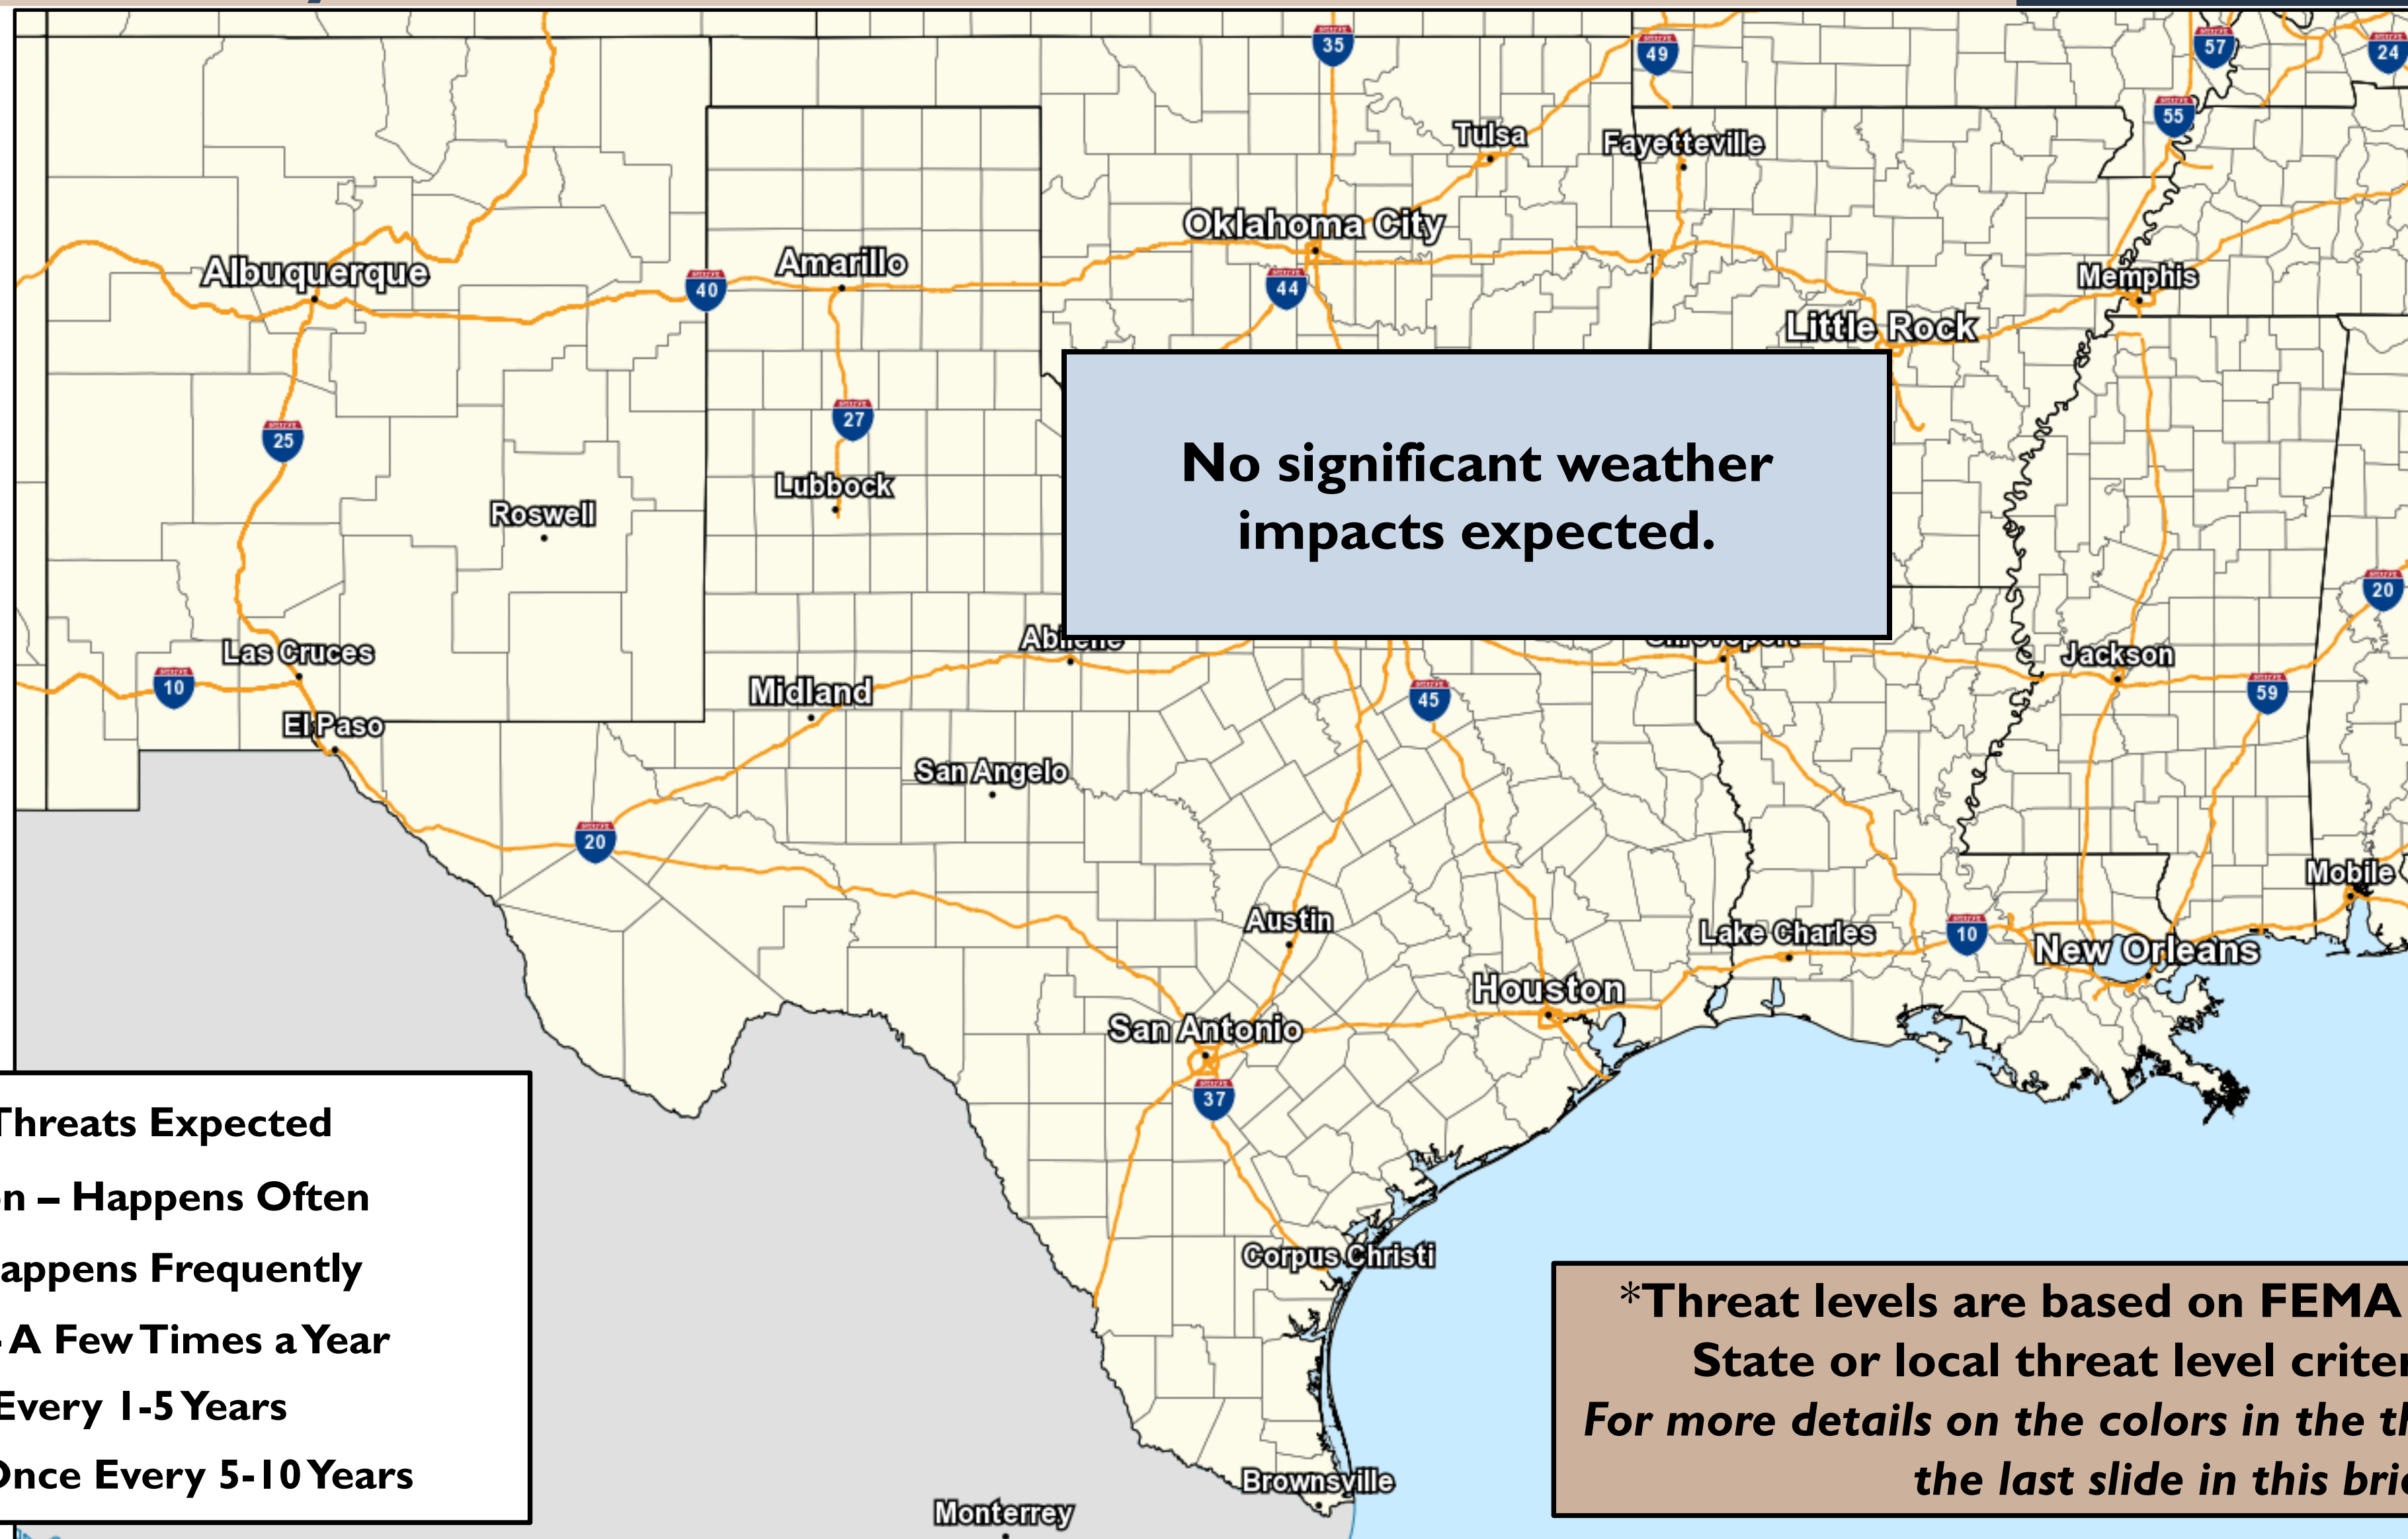 35
49
57
24
55
Tulsa
Fayetteville
Oklahoma City
Albuquerque
Amarillo
40
44
Memphis
Little Rock
27
25
No significant weather
impacts expected.
Lubbock
Roswell
20
Las Cruces
Abilene
Shreveport
Jackson
10
Midland
45
59
El Paso
San Angelo
20
Mobile
Austin
Lake Charles
10
New Orleans
Houston
San Antonio
37
Corpus Christi
Brownsville
Monterrey
Threats Expected
n – Happens Often
appens Frequently
- A Few Times a Year
Every 1-5 Years
Once Every 5-10 Years
*Threat levels are based on FEMA
State or local threat level criter
For more details on the colors in the th
the last slide in this brie